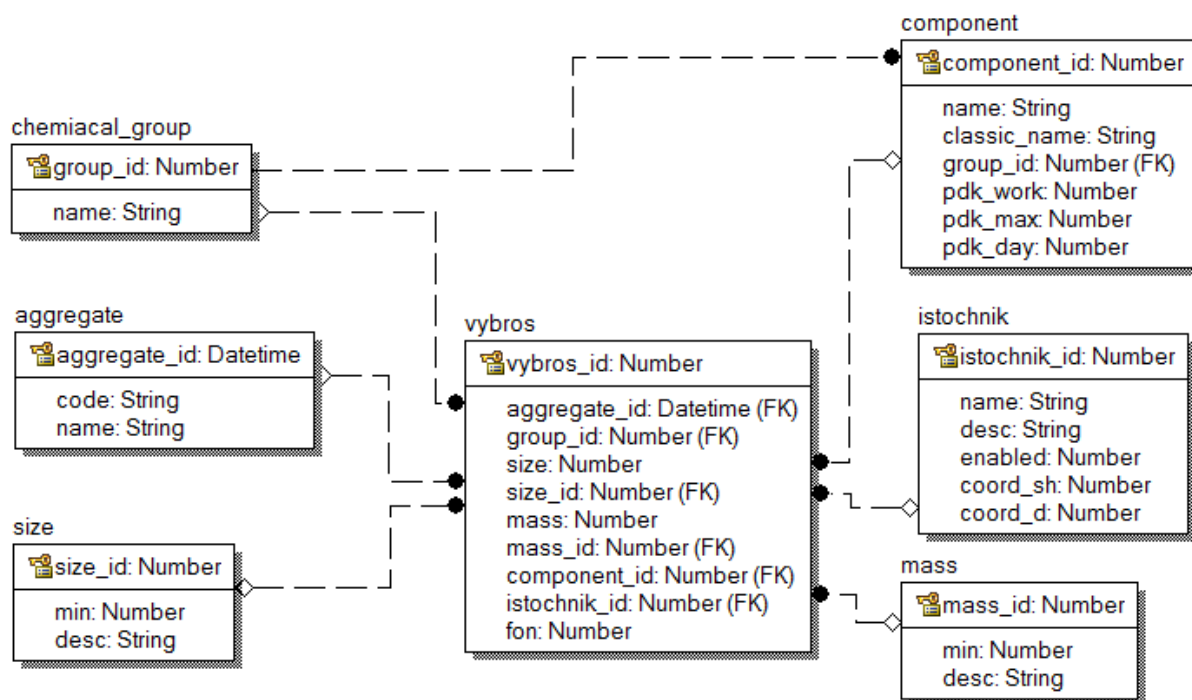 component
component_id: Number
name: String
classic_name: String
group_id: Number (FK)
pdk_work: Number
pdk_max: Number
pdk_day: Number
chemiacal_group
group_id: Number
name: String
aggregate
aggregate_id: Datetime
code: String
name: String
vybros
vybros_id: Number
aggregate_id: Datetime (FK)
group_id: Number (FK)
size: Number
size_id: Number (FK)
mass: Number
mass_id: Number (FK)
component_id: Number (FK)
istochnik_id: Number (FK)
fon: Number
istochnik
istochnik_id: Number
name: String
desc: String
enabled: Number
coord_sh: Number
coord_d: Number
size
size_id: Number
min: Number
desc: String
mass
mass_id: Number
min: Number
desc: String